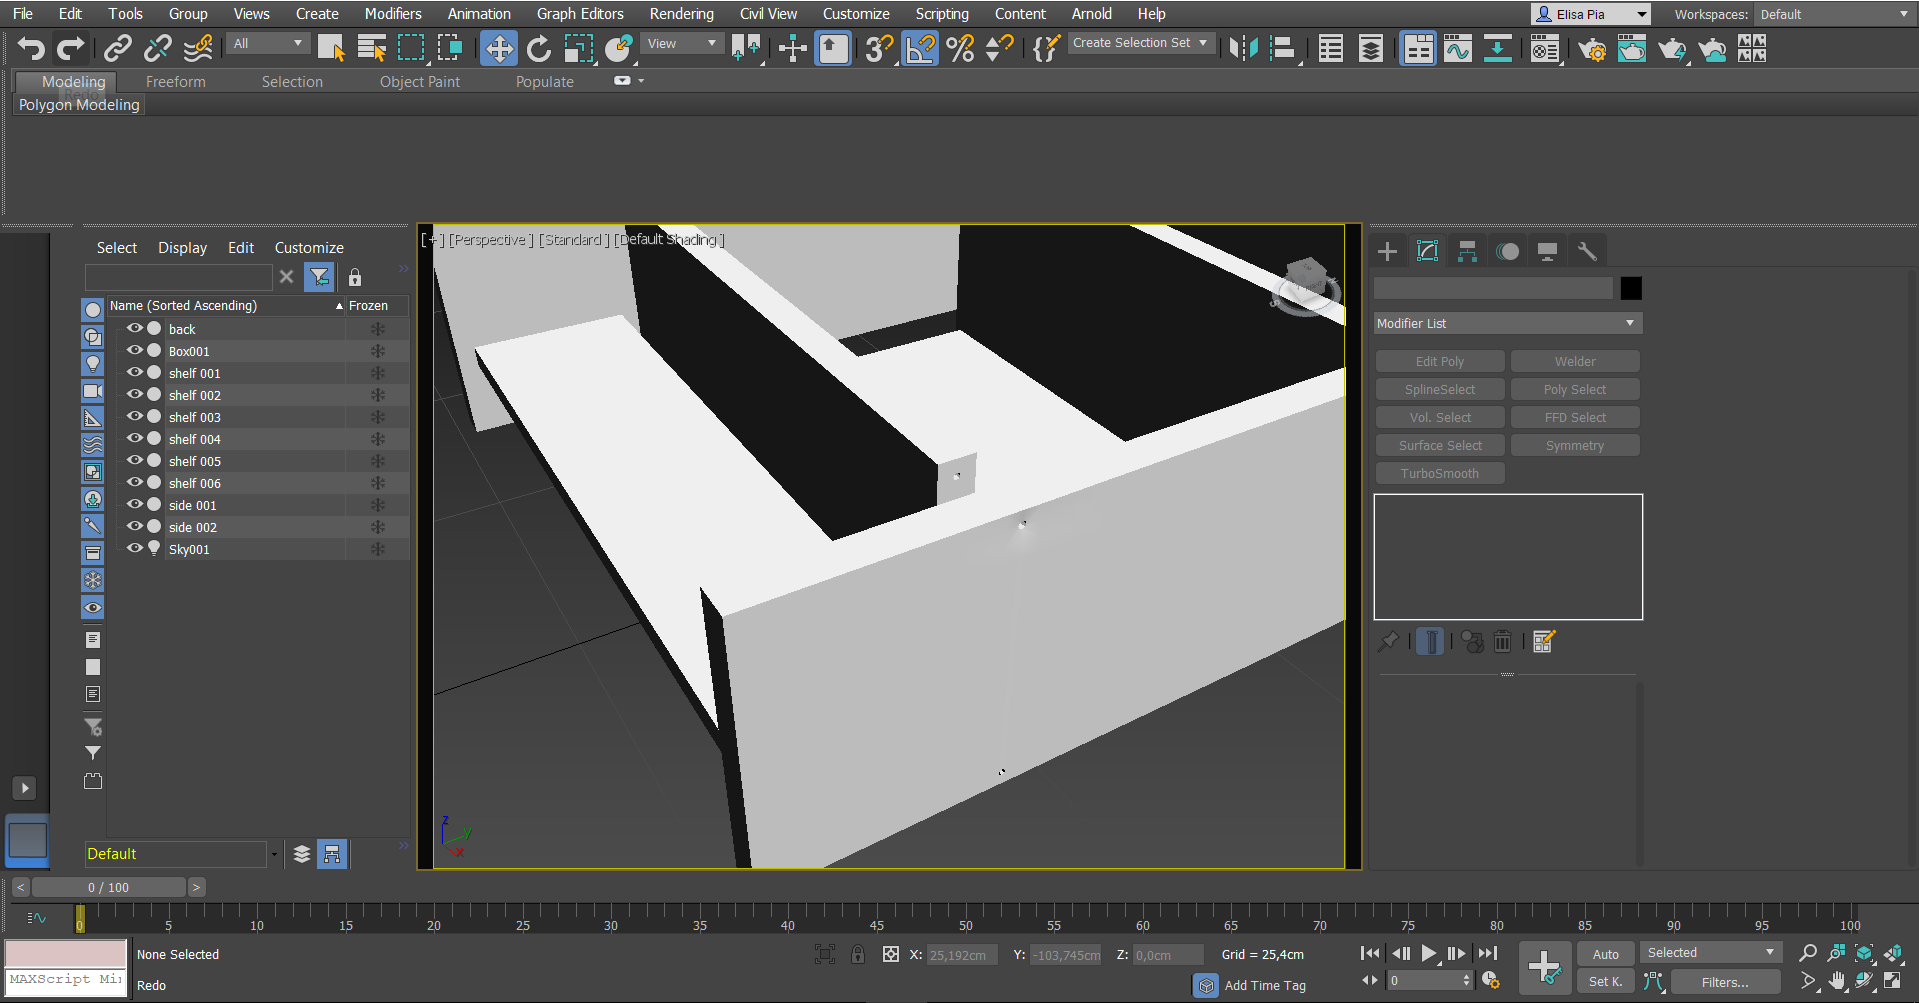 File Edit Tools Group Views Create Modifiers Animation Graph Editors Rendering Civil View Customize Scripting Content Arnold Help Elisa Pia Workspaces: Default
All View 3 Create Selection Set
Modeling Freeform Selection Object Paint Populate
Redo
Polygon Modeling
Select Display Edit Customize
[+] [Perspective] [Standard] [Default Shading]
Name (Sorted Ascending) Frozen
back
Box001
shelf 001
shelf 002
shelf 003
shelf 004
shelf 005
shelf 006
side 001
side 002
Sky001
Modifier List
Edit Poly Welder
SplineSelect Poly Select
Vol. Select FFD Select
Surface Select Symmetry
TurboSmooth
z
y
x
Default
< 0 / 100 >
0 5 10 15 20 25 30 35 40 45 50 55 60 65 70 75 80 85 90 95 100
None Selected X: 25,192cm Y: -103,745cm Z: 0,0cm Grid = 25,4cm Auto Selected
MAXScript Mi
Redo Add Time Tag 0 Set K. Filters...